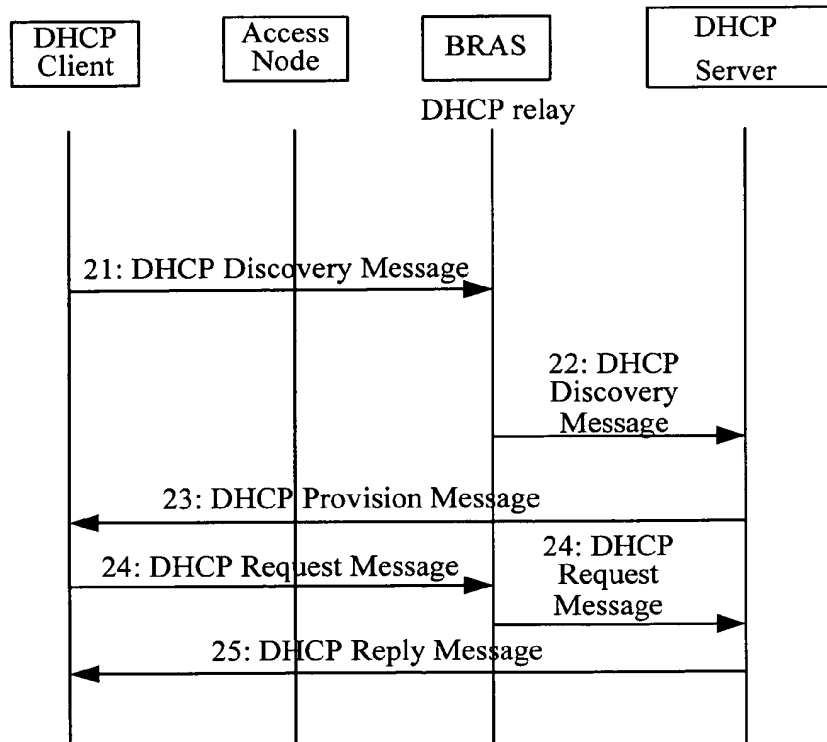 DHCP
Client
Access
Node
BRAS
DHCP
Server
DHCP relay
21: DHCP Discovery Message
22: DHCP
Discovery
Message
23: DHCP Provision Message
24: DHCP Request Message
24: DHCP
Request
Message
25: DHCP Reply Message